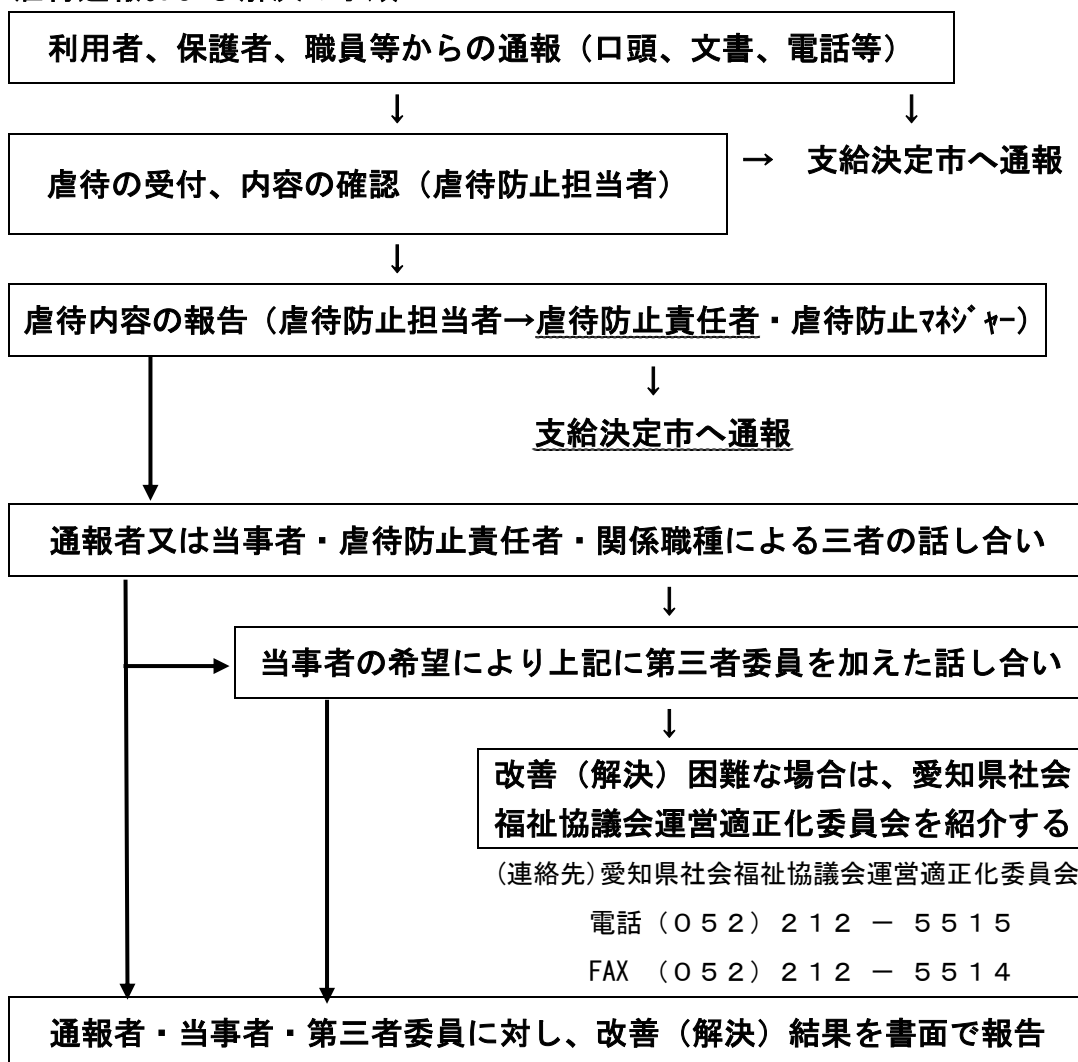 利用者、保護者、職員等からの通報（口頭、文書、電話等）
↓ ↓
虐待の受付、内容の確認（虐待防止担当者）
→ 支給決定市へ通報
↓
虐待内容の報告（虐待防止担当者→虐待防止責任者・虐待防止ﾏﾈｼﾞｬｰ）
↓
支給決定市へ通報
通報者又は当事者・虐待防止責任者・関係職種による三者の話し合い
↓
当事者の希望により上記に第三者委員を加えた話し合い
↓
改善（解決）困難な場合は、愛知県社会
福祉協議会運営適正化委員会を紹介する
(連絡先)愛知県社会福祉協議会運営適正化委員会
電話（０５２）２１２－５５１５
FAX （０５２）２１２－５５１４
通報者・当事者・第三者委員に対し、改善（解決）結果を書面で報告